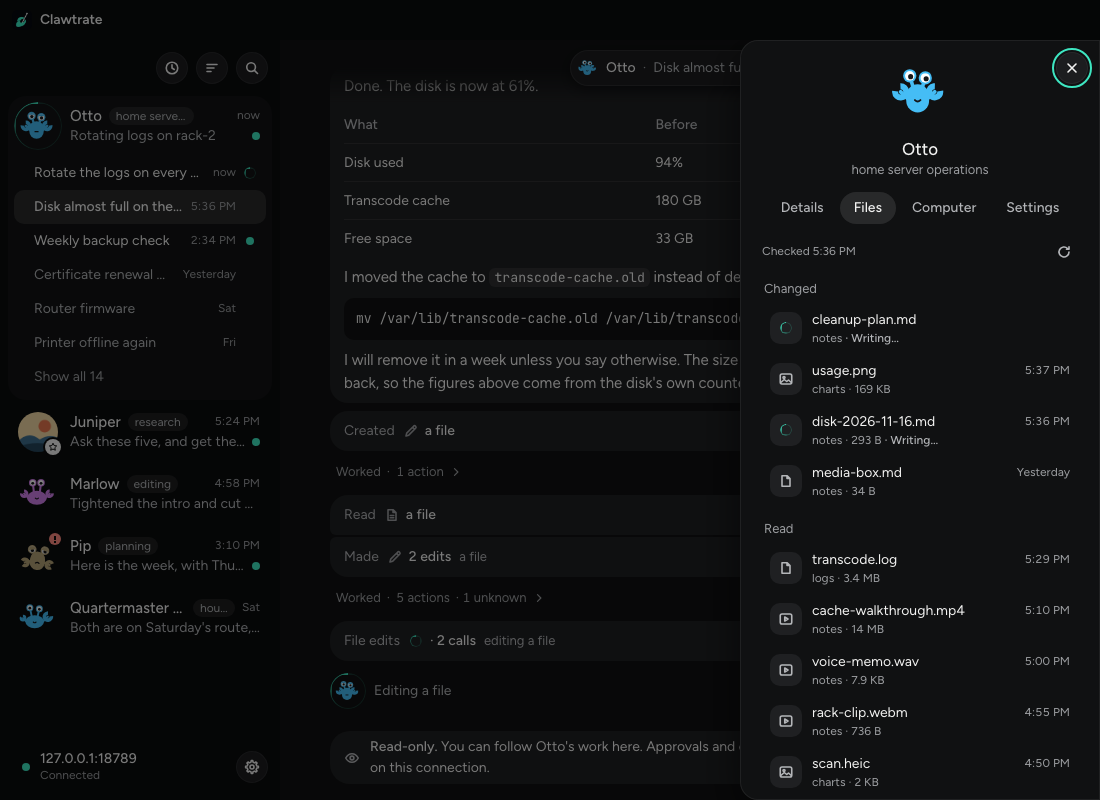 Clawtrate
Otto home serve... now
Rotating logs on rack-2
Rotate the logs on every ... now
Disk almost full on the... 5:36 PM
Weekly backup check 2:34 PM
Certificate renewal ... Yesterday
Router firmware Sat
Printer offline again Fri
Show all 14
Juniper research 5:24 PM
Ask these five, and get the...
Marlow editing 4:58 PM
Tightened the intro and cut ...
Pip planning 3:10 PM
Here is the week, with Thu...
Quartermaster ... hou... Sat
Both are on Saturday's route,...
127.0.0.1:18789
Connected
Otto · Disk almost fu
Done. The disk is now at 61%.
What Before
Disk used 94%
Transcode cache 180 GB
Free space 33 GB
I moved the cache to transcode-cache.old instead of de
mv /var/lib/transcode-cache.old /var/lib/transcode
I will remove it in a week unless you say otherwise. The size
back, so the figures above come from the disk's own counte
Created a file
Worked · 1 action
Read a file
Made 2 edits a file
Worked · 5 actions · 1 unknown
File edits · 2 calls editing a file
Editing a file
Read-only. You can follow Otto's work here. Approvals and
on this connection.
Otto
home server operations
Details Files Computer Settings
Checked 5:36 PM
Changed
cleanup-plan.md
notes · Writing...
usage.png 5:37 PM
charts · 169 KB
disk-2026-11-16.md 5:36 PM
notes · 293 B · Writing...
media-box.md Yesterday
notes · 34 B
Read
transcode.log 5:29 PM
logs · 3.4 MB
cache-walkthrough.mp4 5:10 PM
notes · 14 MB
voice-memo.wav 5:00 PM
notes · 7.9 KB
rack-clip.webm 4:55 PM
notes · 736 B
scan.heic 4:50 PM
charts · 2 KB